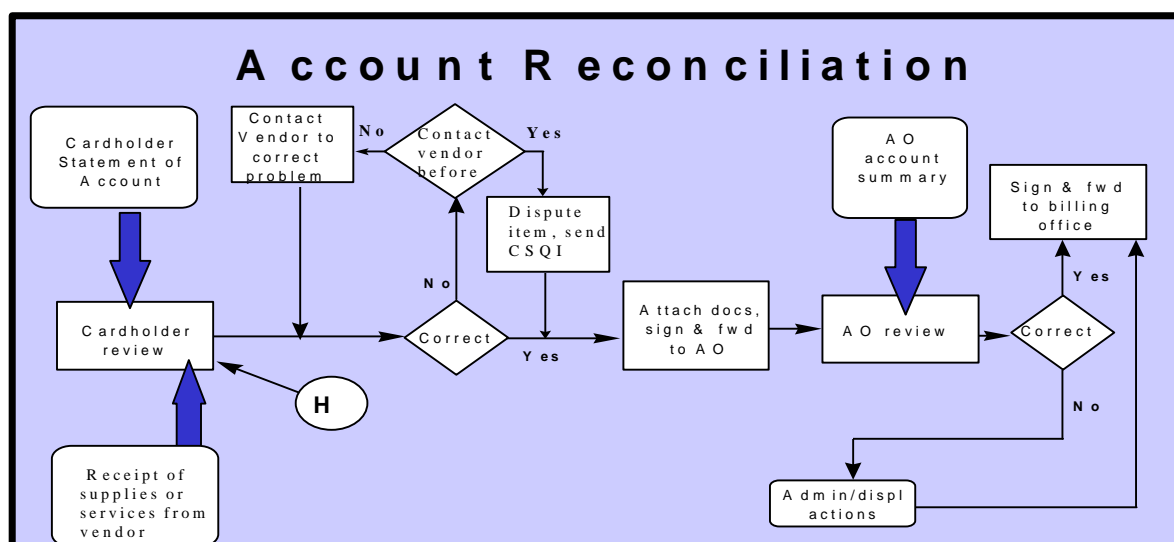 Account Reconciliation
Cardholder
Statement of
Account
Contact
Vendor to
correct
problem
No
Contact
vendor
before
Yes
Dispute
item, send
CSQI
AO
account
summary
Sign & fwd
to billing
office
No
Yes
Cardholder
review
Correct
Yes
Attach docs,
sign & fwd
to AO
AO review
Correct
H
No
Receipt of
supplies or
services from
vendor
Admin/displ
actions